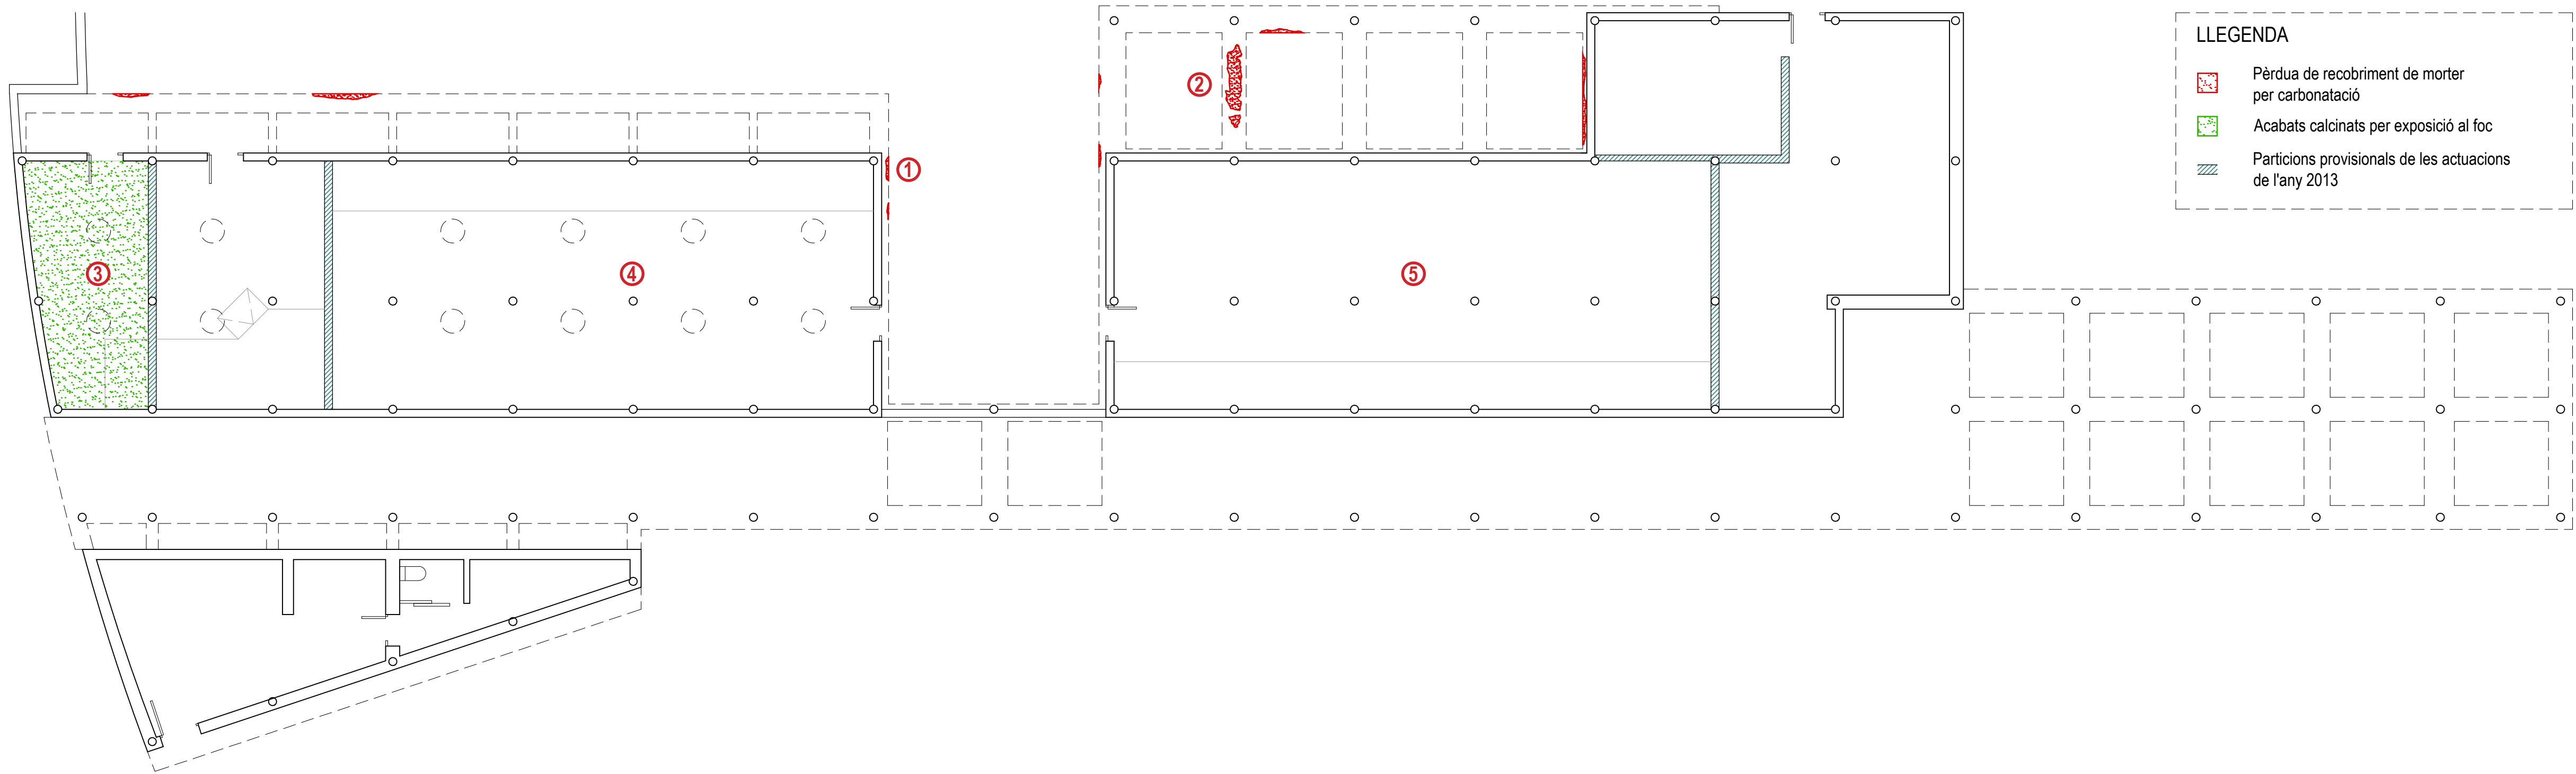 LLEGENDA
Pèrdua de recobriment de morter
per carbonatació
Acabats calcinats per exposició al foc
Particions provisionals de les actuacions
de l'any 2013
2
1
3
4
5